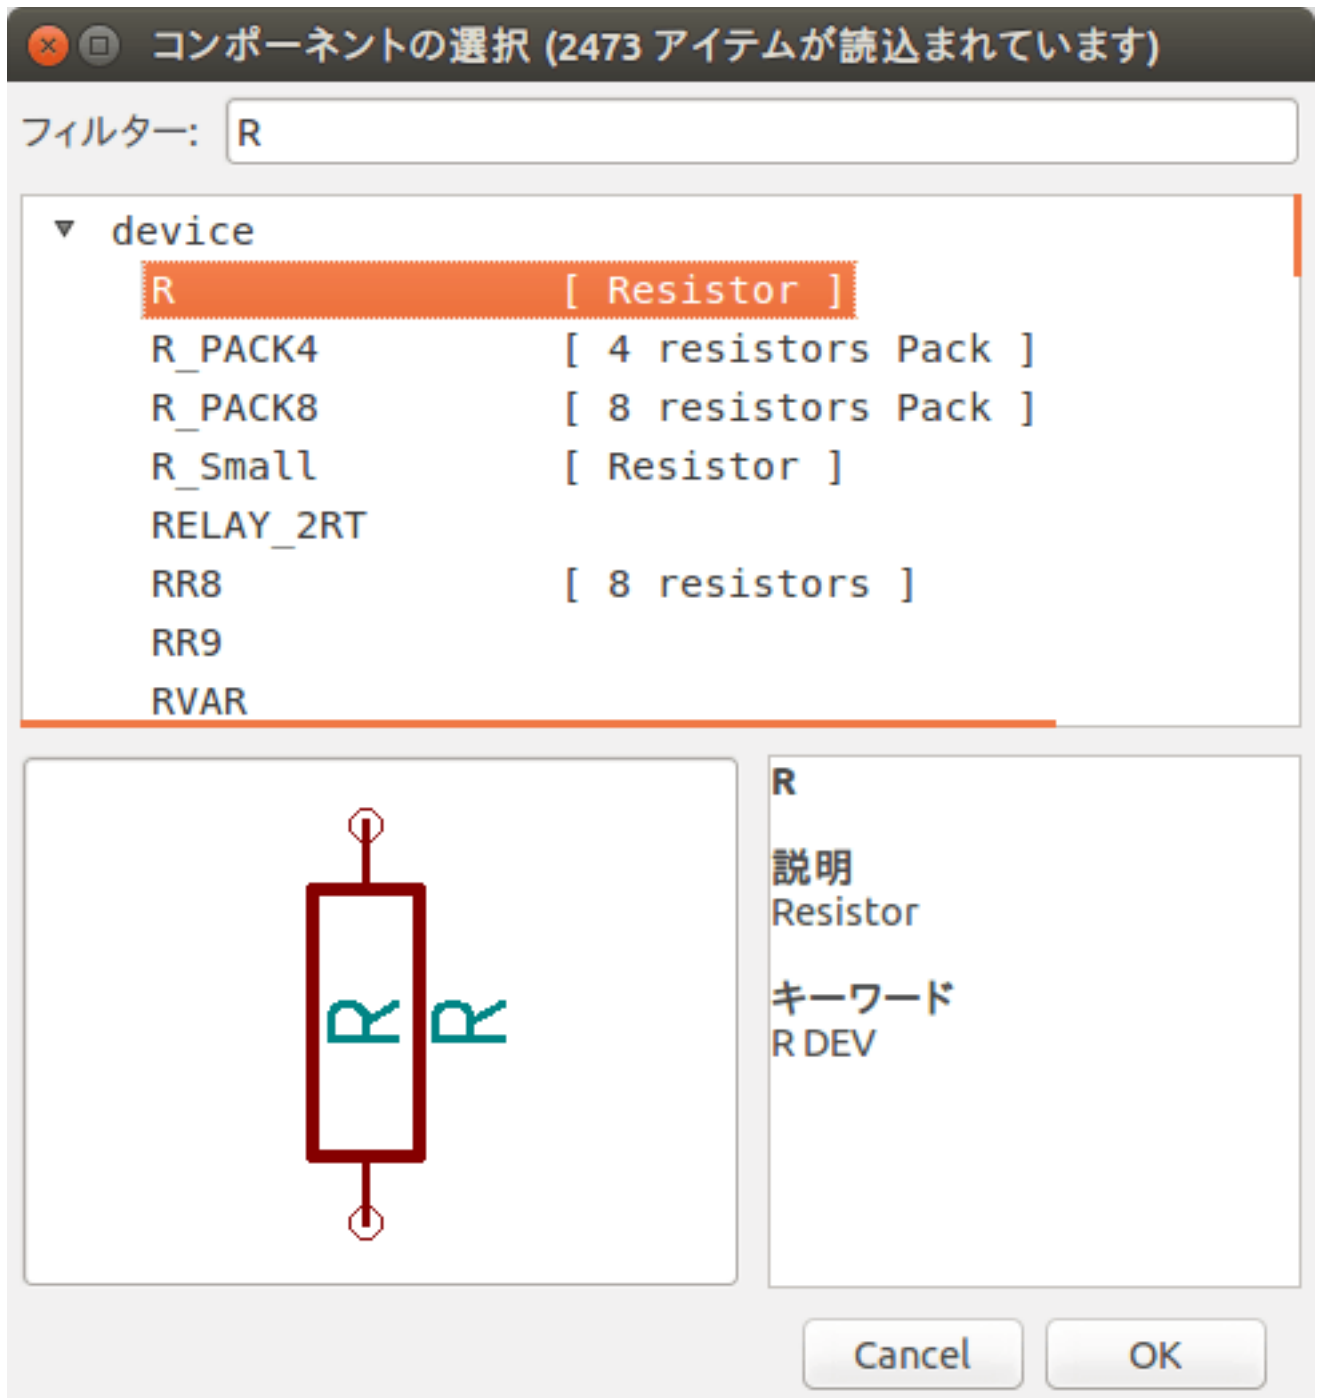 コンポーネントの選択 (2473 アイテムが読込まれています)
フィルター: R
device
R [ Resistor ]
R_PACK4 [ 4 resistors Pack ]
R_PACK8 [ 8 resistors Pack ]
R_Small [ Resistor ]
RELAY_2RT
RR8 [ 8 resistors ]
RR9
RVAR
R R
R
説明
Resistor
キーワード
R DEV
Cancel OK